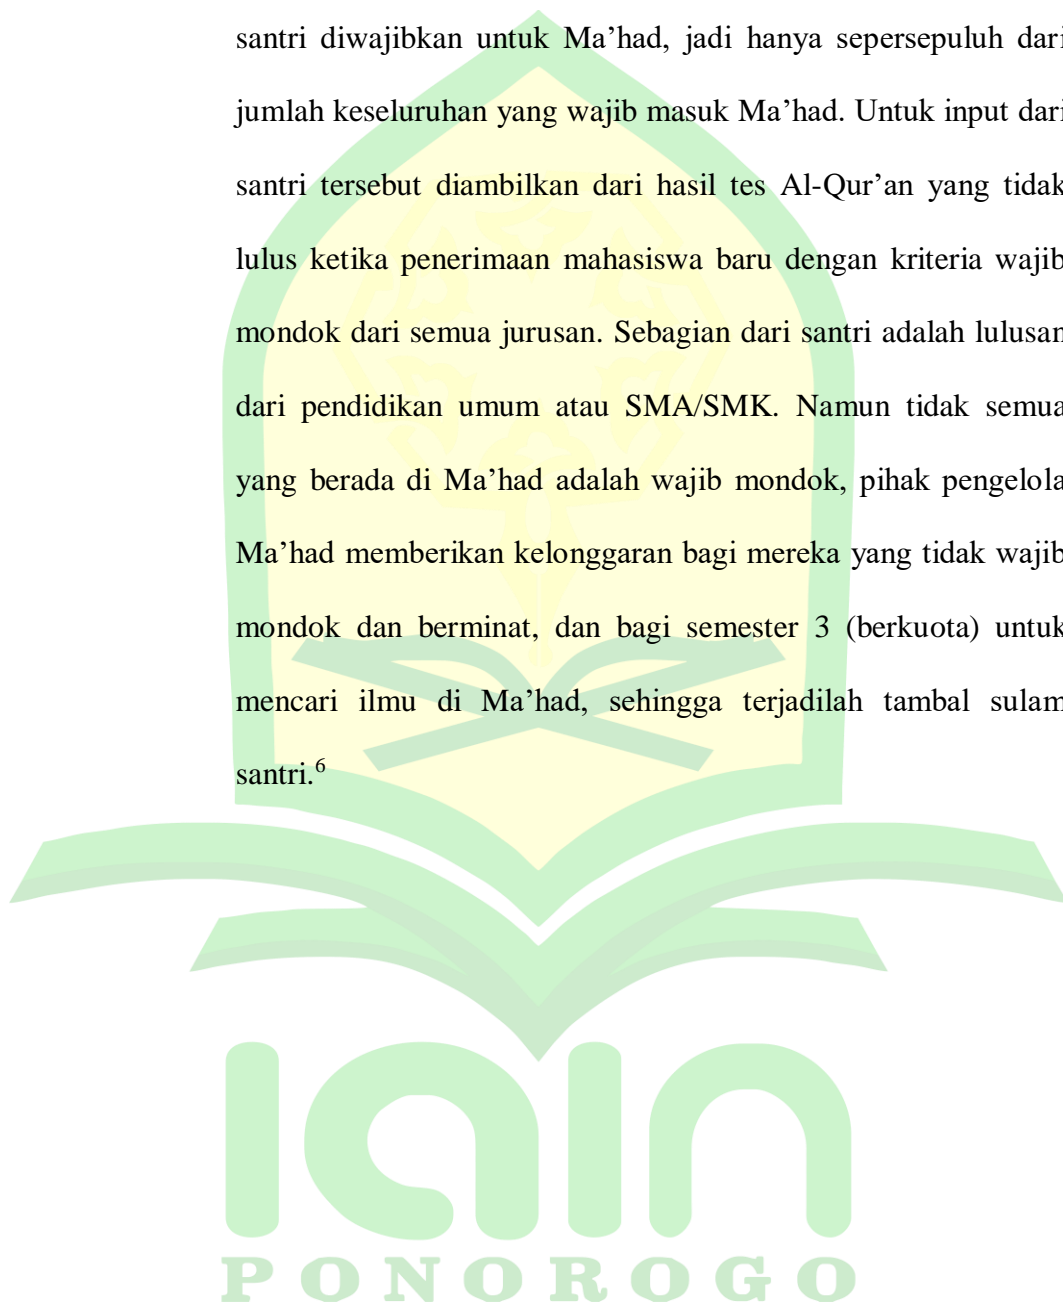 santri diwajibkan untuk Ma’had, jadi hanya sepersepuluh dari
jumlah keseluruhan yang wajib masuk Ma’had. Untuk input dari
santri tersebut diambilkan dari hasil tes Al-Qur’an yang tidak
lulus ketika penerimaan mahasiswa baru dengan kriteria wajib
mondok dari semua jurusan. Sebagian dari santri adalah lulusan
dari pendidikan umum atau SMA/SMK. Namun tidak semua
yang berada di Ma’had adalah wajib mondok, pihak pengelola
Ma’had memberikan kelonggaran bagi mereka yang tidak wajib
mondok dan berminat, dan bagi semester 3 (berkuota) untuk
mencari ilmu di Ma’had, sehingga terjadilah tambal sulam
santri.⁶
iain
PONOROGO